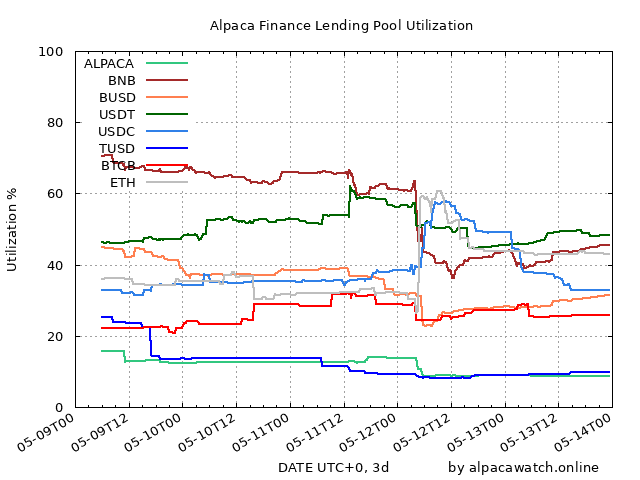 Alpaca Finance Lending Pool Utilization
100
80
60
40
20
0
Utilization %
ALPACA
BNB
BUSD
USDT
USDC
TUSD
BTCB
ETH
05-09T00
05-09T12
05-10T00
05-10T12
05-11T00
05-11T12
05-12T00
05-12T12
05-13T00
05-13T12
05-14T00
DATE UTC+0, 3d
by alpacawatch.online